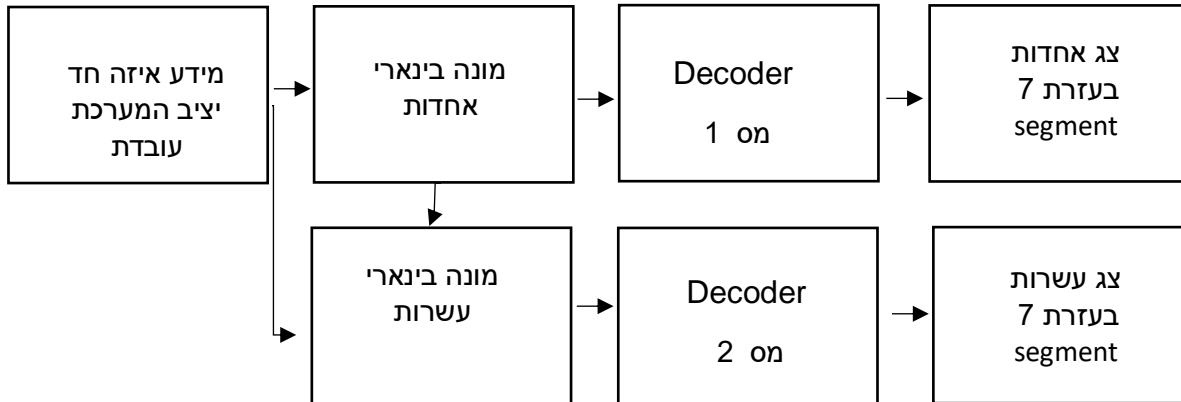 מידע איזה חד
יציב המערכת
עובדת
מונה בינארי
אחדות
Decoder
מס 1
צג אחדות
בעזרת 7
segment
מונה בינארי
עשרות
Decoder
מס 2
צג עשרות
בעזרת 7
segment